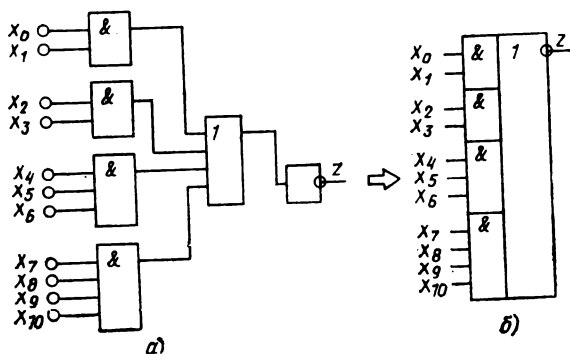 X₀ &
X₁
X₂ &
X₃
X₄ &
X₅
X₆
X₇ &
X₈
X₉
X₁₀
1
Z
а)
X₀ & 1 Z
X₁
X₂ &
X₃
X₄ &
X₅
X₆
X₇ &
X₈
X₉
X₁₀
б)